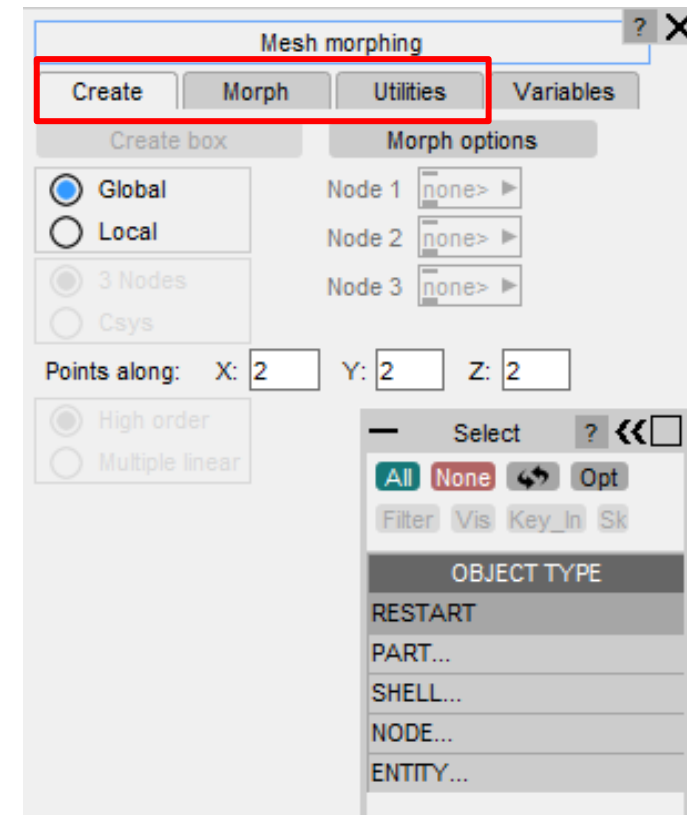 Mesh morphing ? X
Create Morph Utilities Variables
Create box Morph options
Global Node 1 none>
Local Node 2 none>
3 Nodes Node 3 none>
Csys
Points along: X: 2 Y: 2 Z: 2
High order
Multiple linear
Select ?
All None Opt
Filter Vis Key_In Sk
OBJECT TYPE
RESTART
PART...
SHELL...
NODE...
ENTITY...